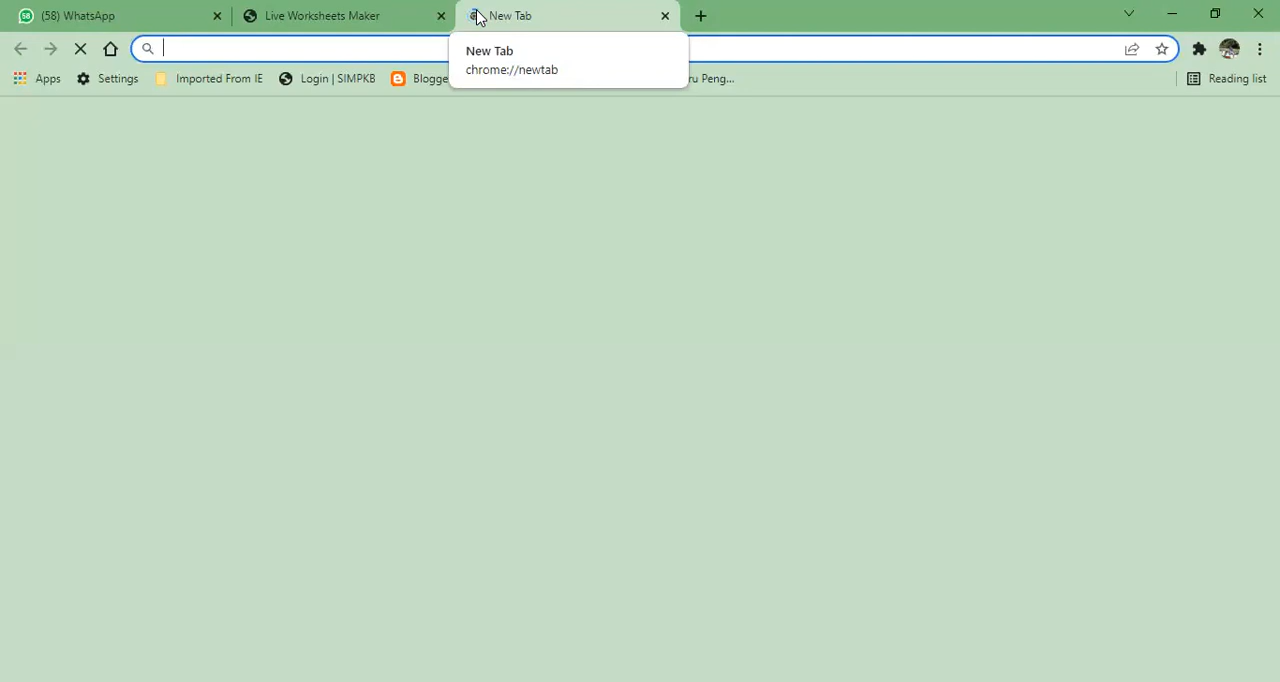 58 (58) WhatsApp
Live Worksheets Maker
New Tab
New Tab
chrome://newtab
Apps
Settings
Imported From IE
Login | SIMPKB
Blogge
ru Peng...
Reading list